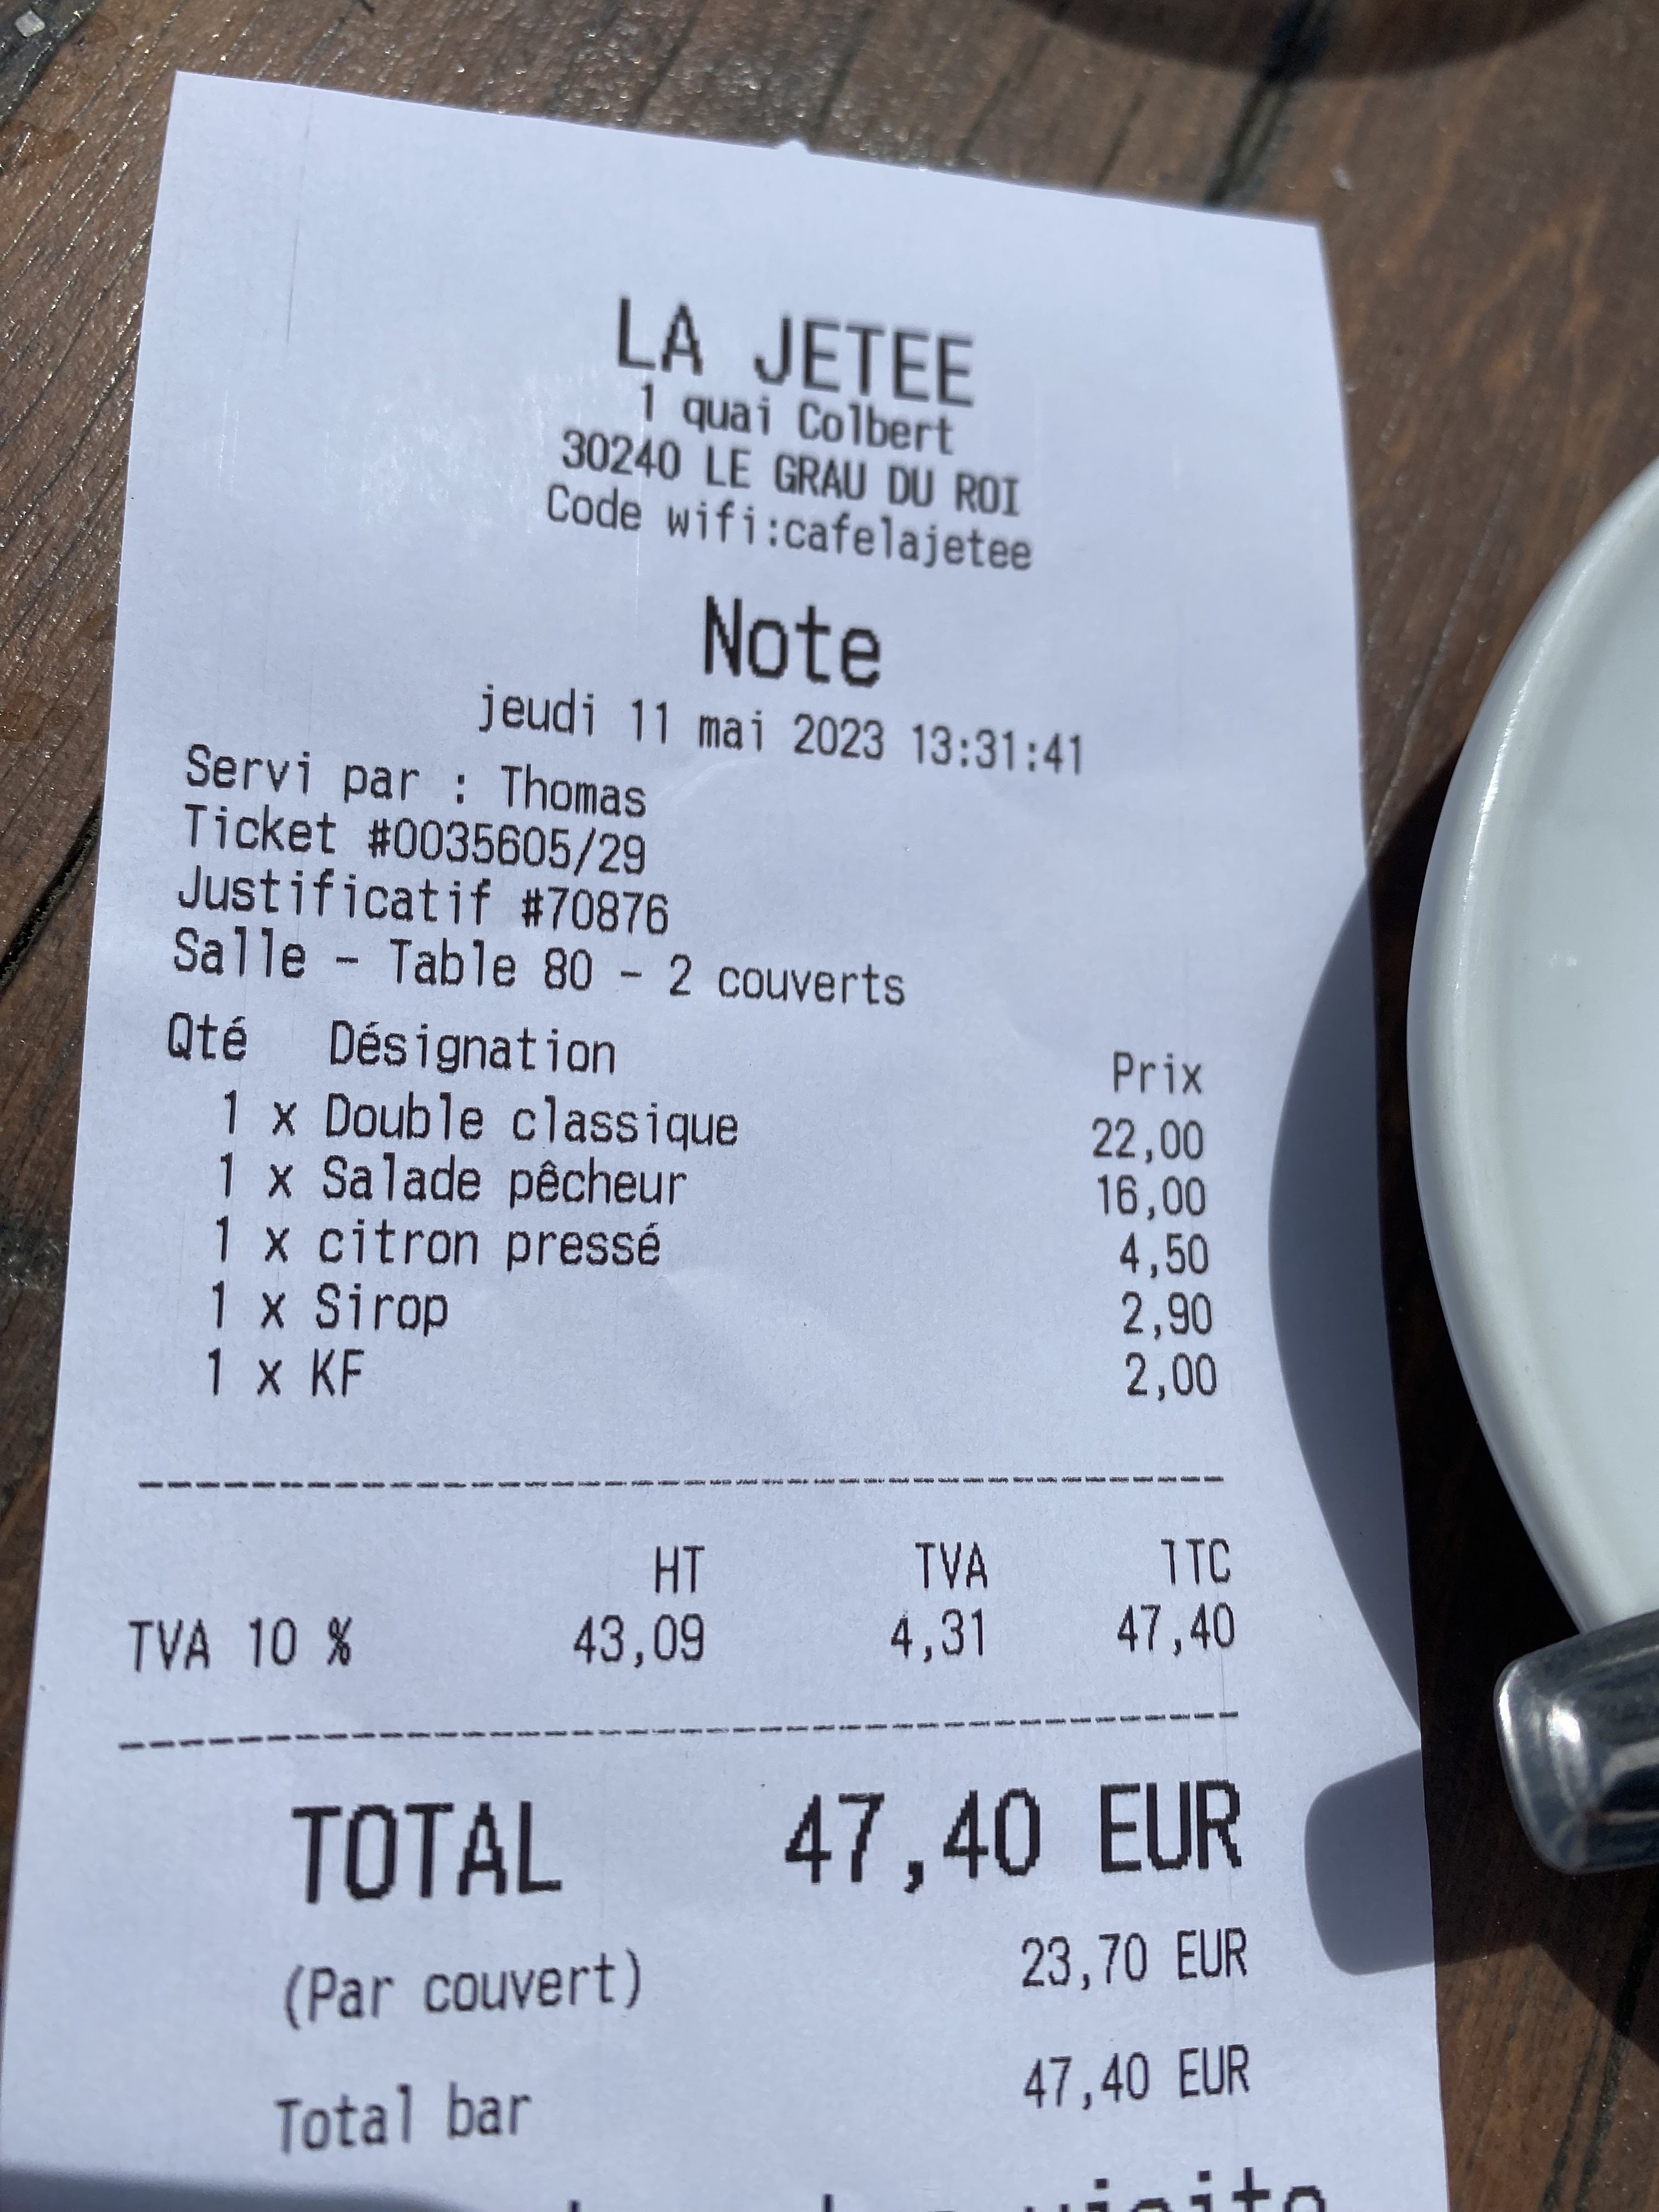 LA JETEE
1 quai Colbert
30240 LE GRAU DU ROI
Code wifi:cafelajetee
Note
jeudi 11 mai 2023 13:31:41
Servi par : Thomas
Ticket #0035605/29
Justificatif #70876
Salle - Table 80 - 2 couverts
Qté Désignation Prix
1 x Double classique 22,00
1 x Salade pêcheur 16,00
1 x citron pressé 4,50
1 x Sirop 2,90
1 x KF 2,00
HT TVA TTC
TVA 10 % 43,09 4,31 47,40
TOTAL 47,40 EUR
(Par couvert) 23,70 EUR
Total bar 47,40 EUR
visite